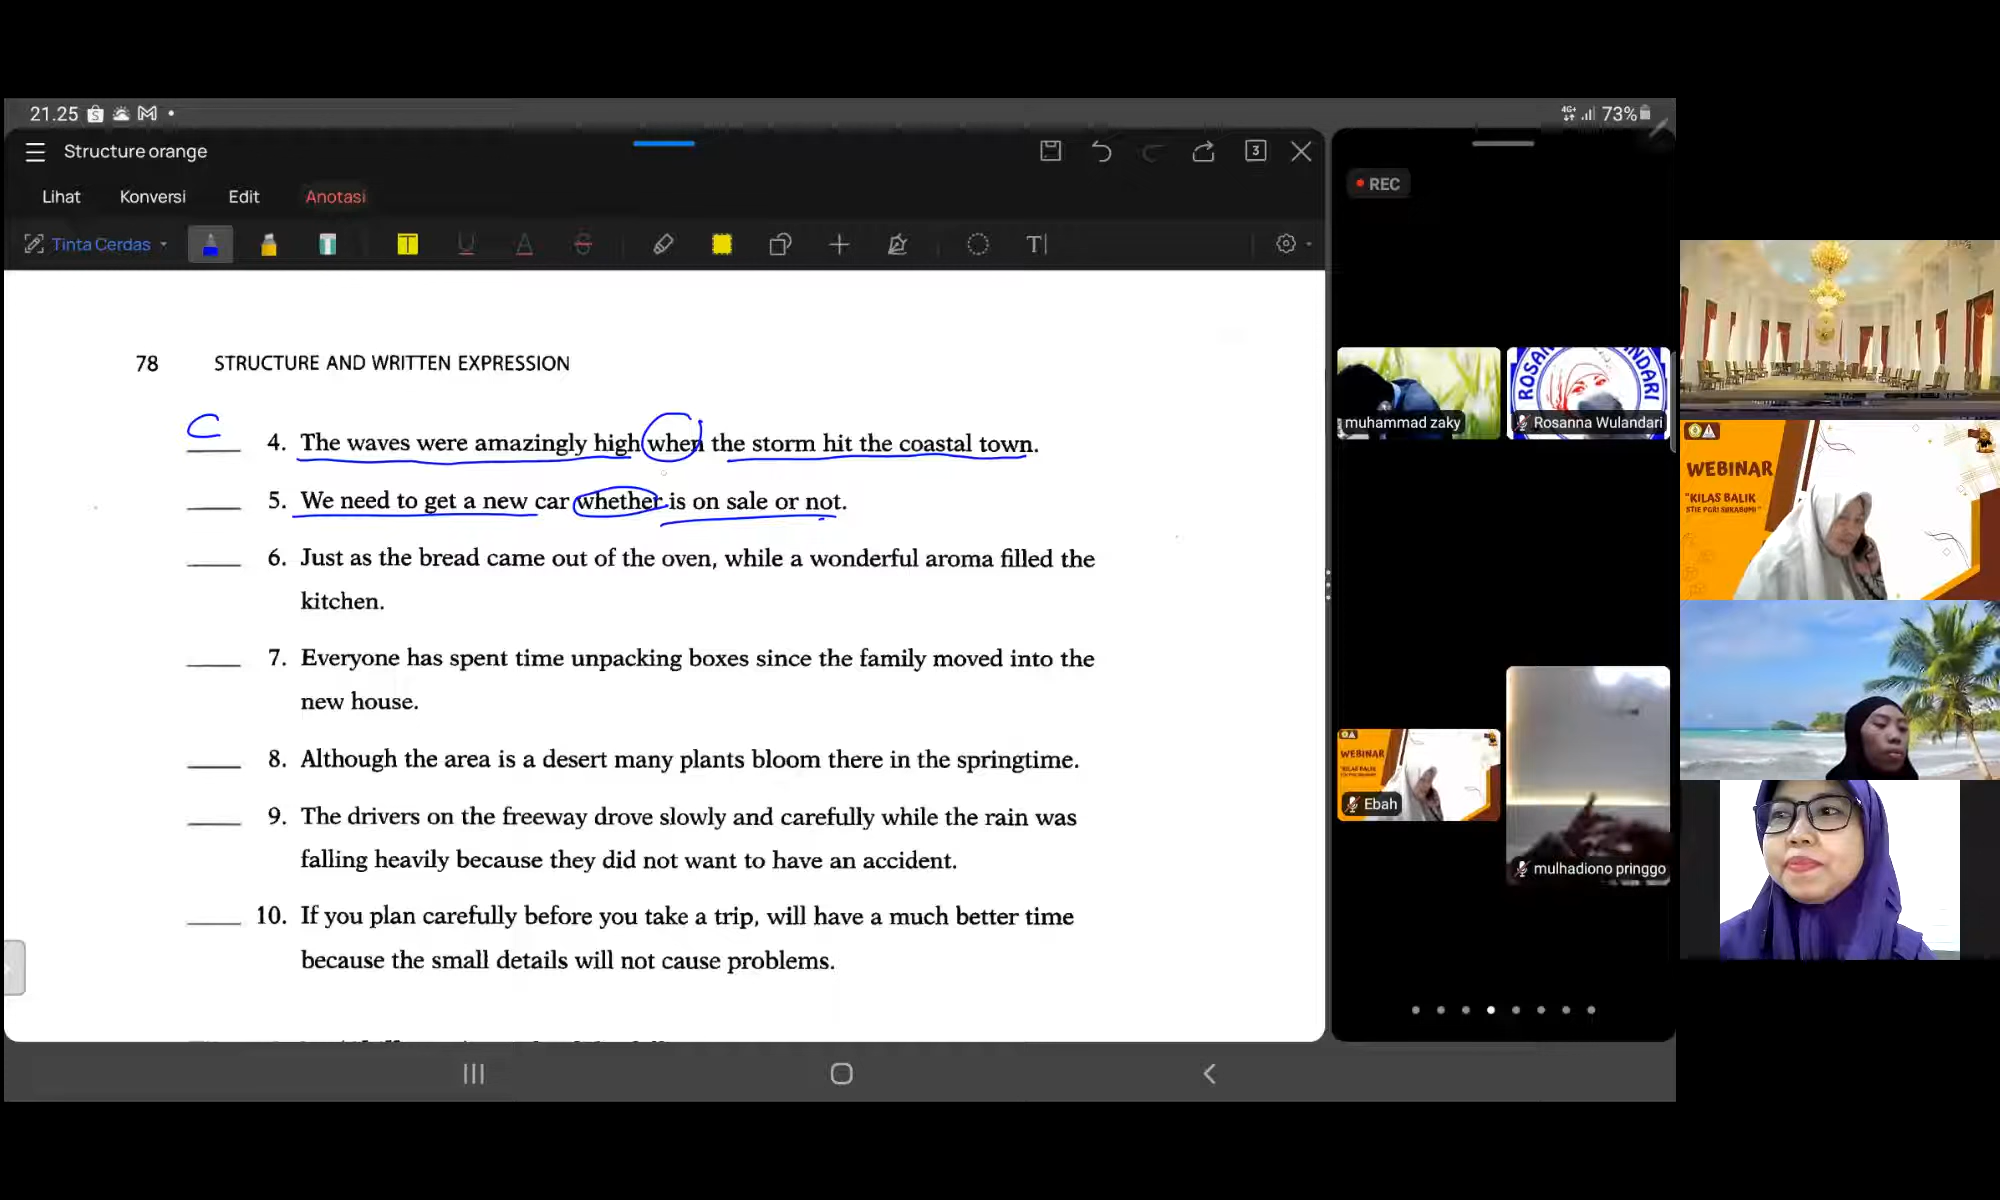 21.25
4G+
73%
Structure orange
3
Lihat Konversi Edit Anotasi
Tinta Cerdas
REC
78 STRUCTURE AND WRITTEN EXPRESSION
C
4. The waves were amazingly high when the storm hit the coastal town.
5. We need to get a new car whether is on sale or not.
6. Just as the bread came out of the oven, while a wonderful aroma filled the
kitchen.
7. Everyone has spent time unpacking boxes since the family moved into the
new house.
8. Although the area is a desert many plants bloom there in the springtime.
9. The drivers on the freeway drove slowly and carefully while the rain was
falling heavily because they did not want to have an accident.
10. If you plan carefully before you take a trip, will have a much better time
because the small details will not cause problems.
muhammad zaky
Rosanna Wulandari
WEBINAR
Ebah
mulhadiono pringgo
WEBINAR
"KILAS BALIK
STIE PGRI SUKABUMI"